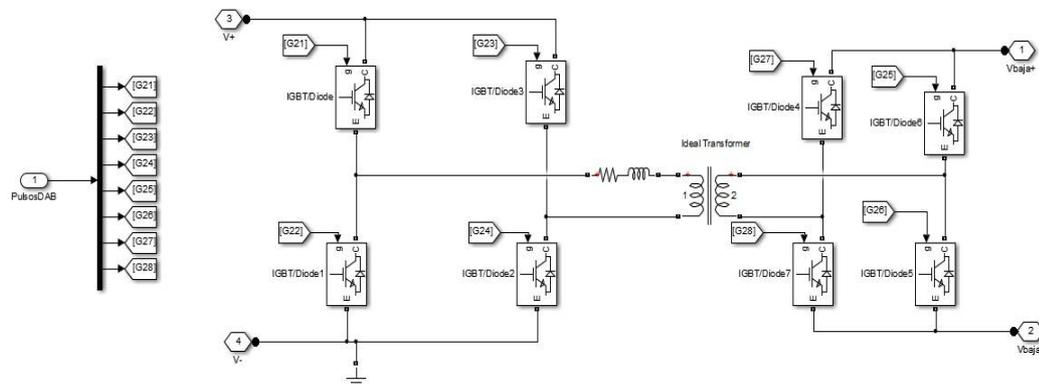 3
V+
[G21]
[G23]
[G27]
1
Vbaja+
[G25]
[G21]
[G22]
[G23]
[G24]
[G25]
[G26]
[G27]
[G28]
g
C
E
IGBT/Diode
g
C
E
IGBT/Diode3
g
C
E
IGBT/Diode4
g
C
E
IGBT/Diode6
Ideal Transformer
1
2
1
PulsosDAB
[G22]
[G24]
[G28]
[G26]
g
C
E
IGBT/Diode1
g
C
E
IGBT/Diode2
g
C
E
IGBT/Diode7
g
C
E
IGBT/Diode5
4
V-
2
Vbaja